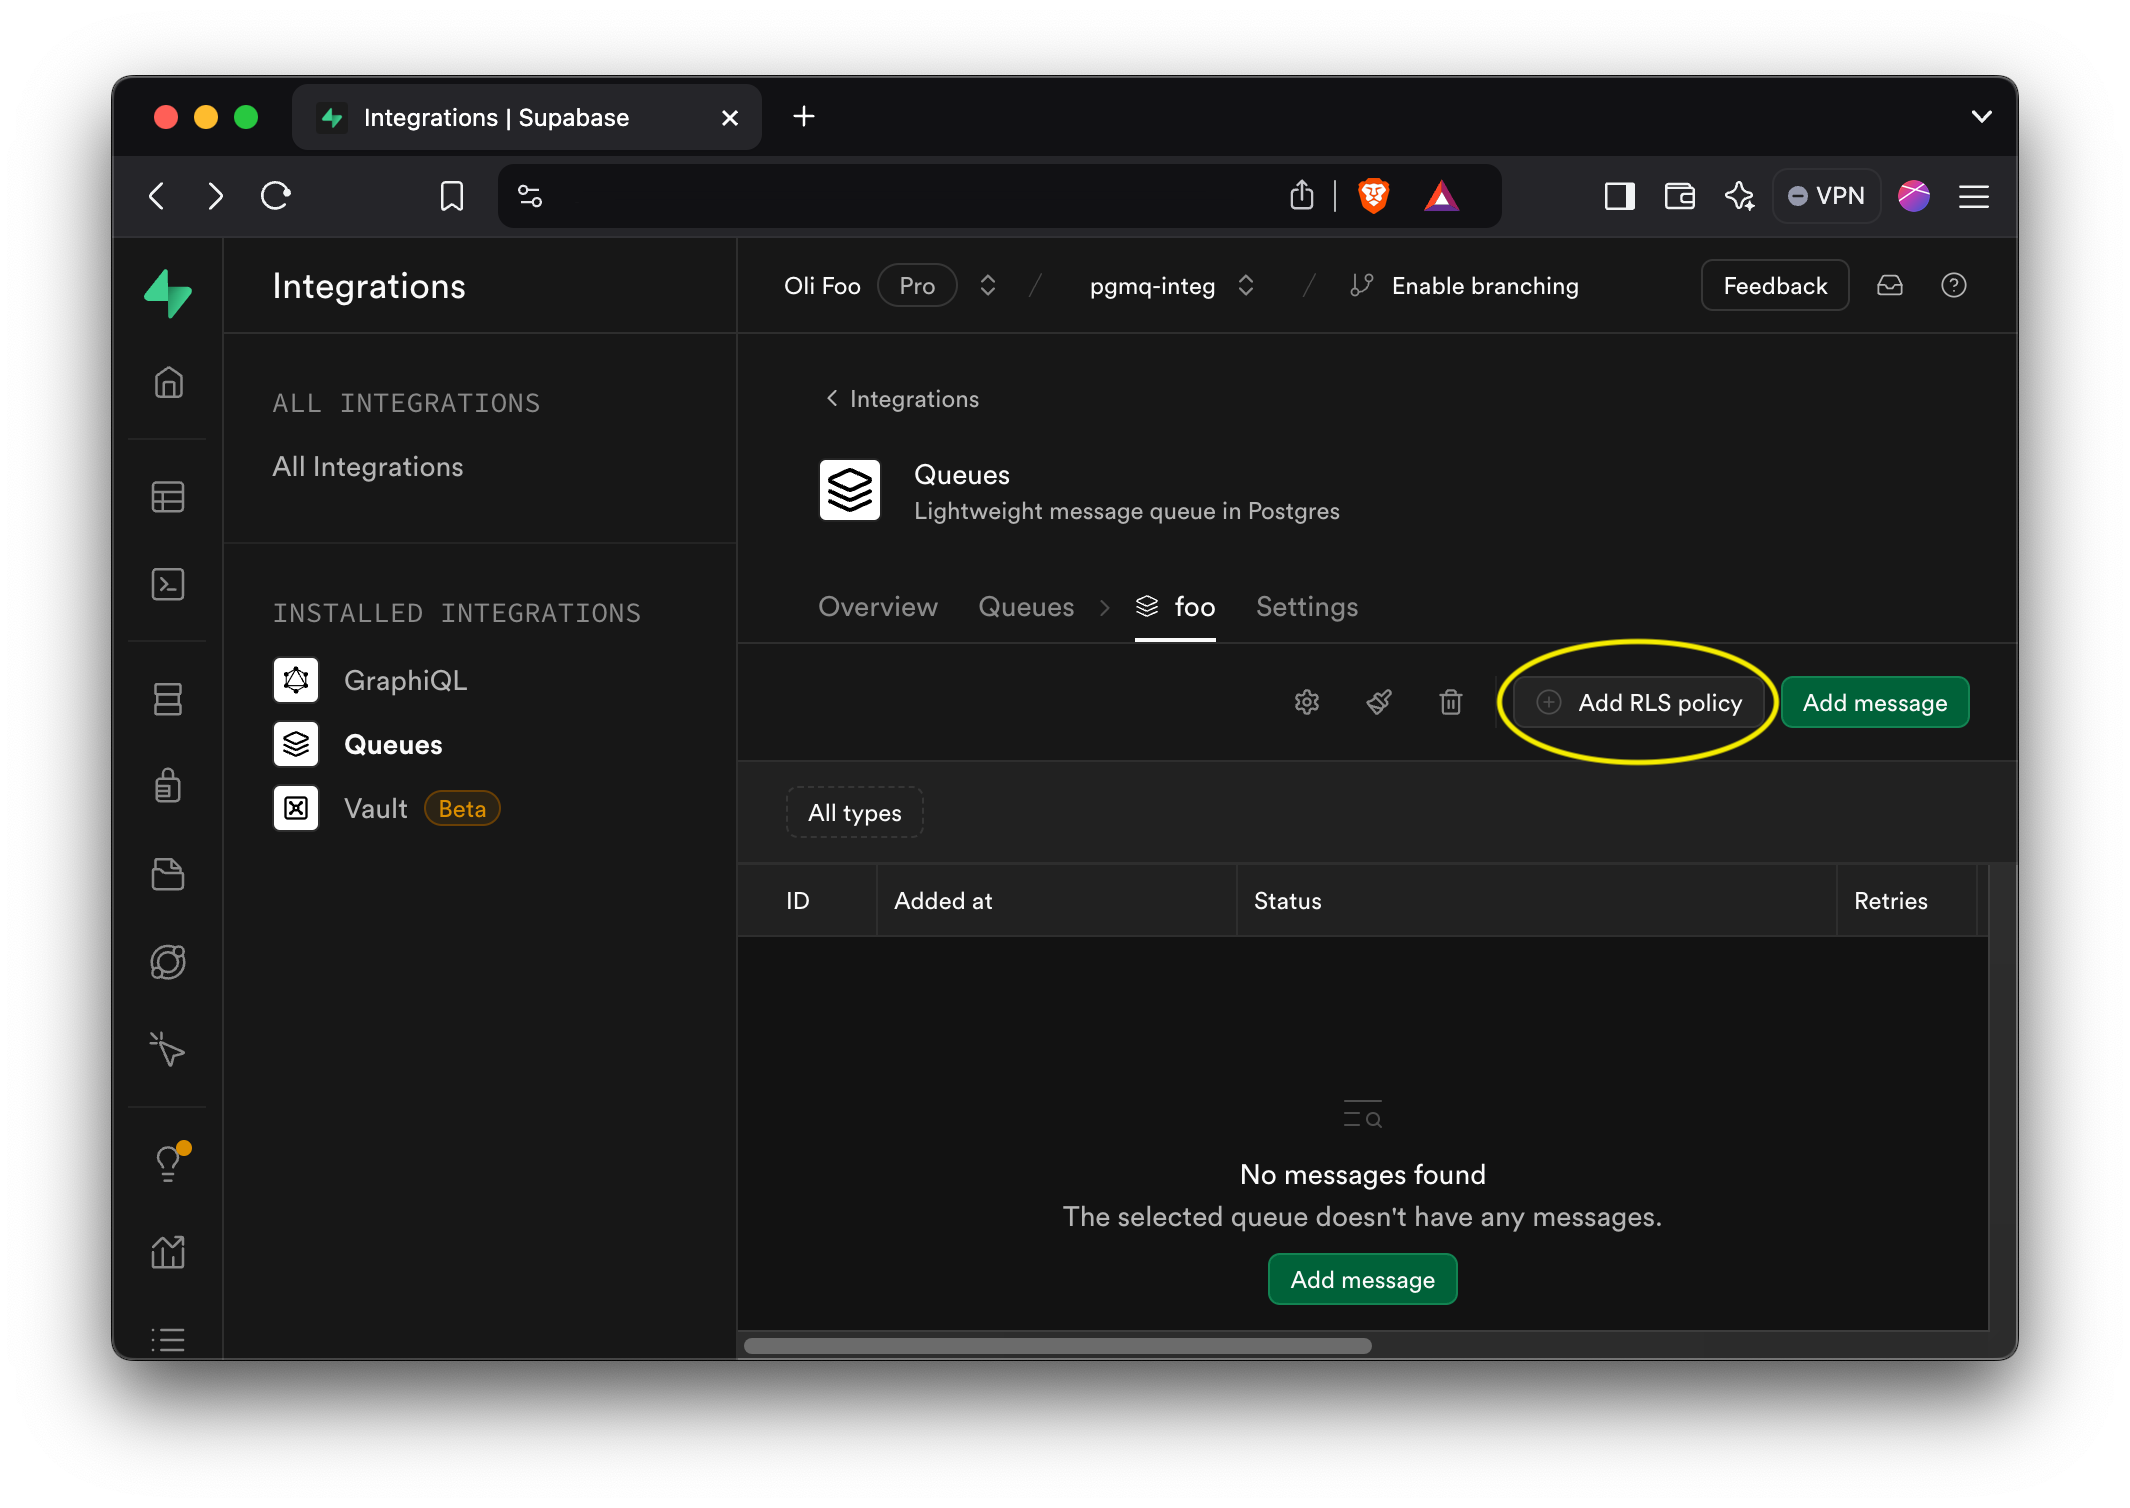 Integrations | Supabase
VPN
Integrations
Oli Foo Pro / pgmq-integ / Enable branching Feedback
ALL INTEGRATIONS
All Integrations
INSTALLED INTEGRATIONS
GraphiQL
Queues
Vault Beta
Integrations
Queues
Lightweight message queue in Postgres
Overview Queues foo Settings
Add RLS policy Add message
All types
ID Added at Status Retries
No messages found
The selected queue doesn't have any messages.
Add message